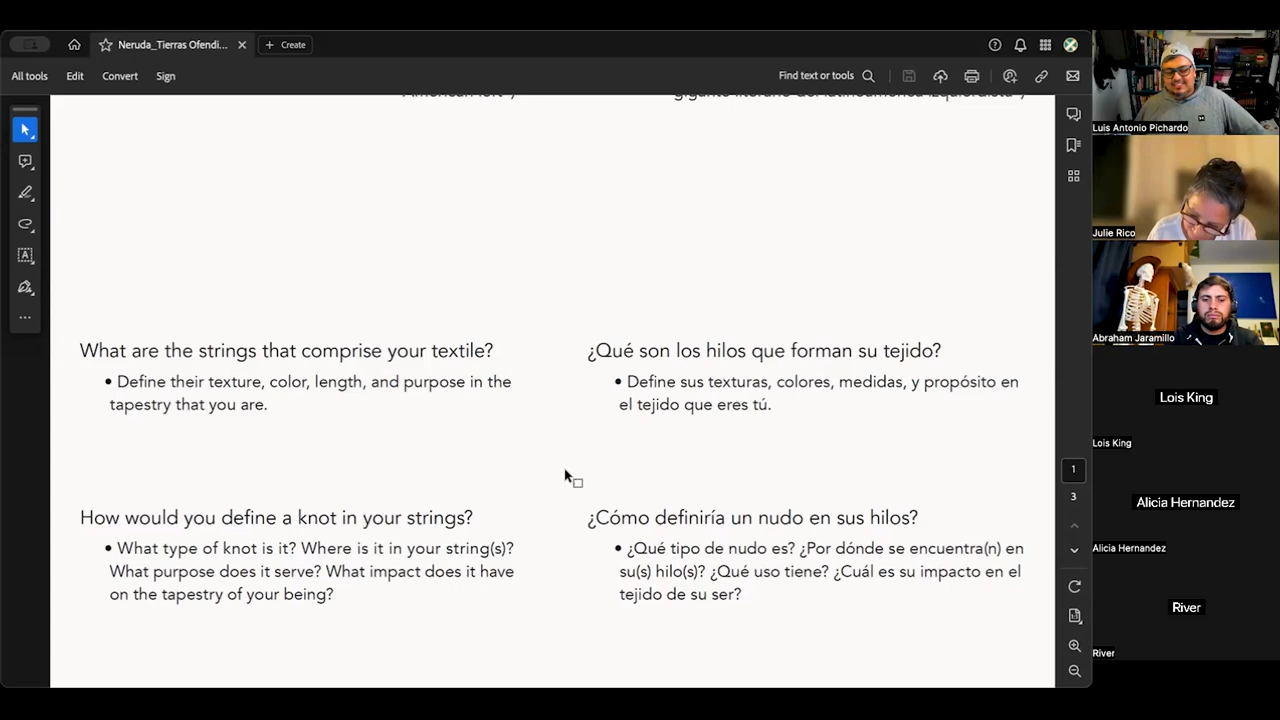 Neruda_Tierras Ofendi...
Create
All tools
Edit
Convert
Sign
Find text or tools
What are the strings that comprise your textile?
• Define their texture, color, length, and purpose in the
tapestry that you are.
How would you define a knot in your strings?
• What type of knot is it? Where is it in your string(s)?
What purpose does it serve? What impact does it have
on the tapestry of your being?
¿Qué son los hilos que forman su tejido?
• Define sus texturas, colores, medidas, y propósito en
el tejido que eres tú.
¿Cómo definiría un nudo en sus hilos?
• ¿Qué tipo de nudo es? ¿Por dónde se encuentra(n) en
su(s) hilo(s)? ¿Qué uso tiene? ¿Cuál es su impacto en el
tejido de su ser?
1
3
Luis Antonio Pichardo
Julie Rico
Abraham Jaramillo
Lois King
Lois King
Alicia Hernandez
Alicia Hernandez
River
River